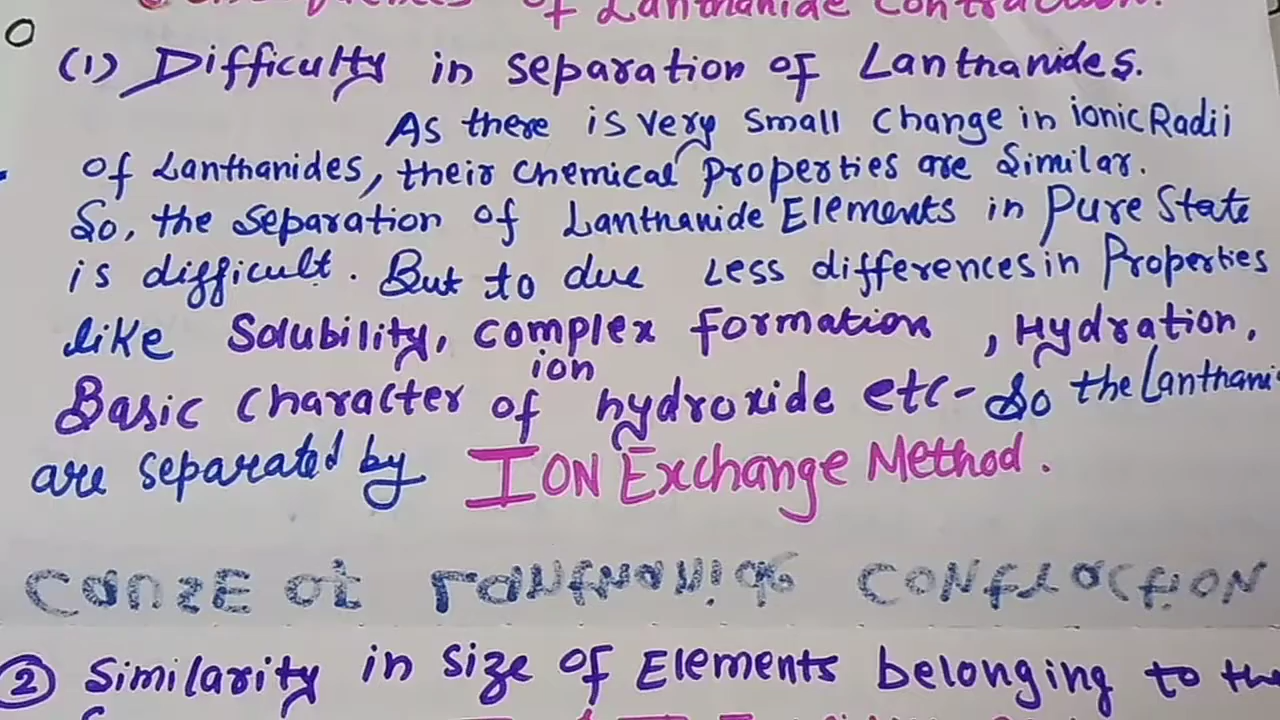 Consequences of Lanthanide Contraction.
(1) Difficulty in separation of Lanthanides.
As there is very small change in ionic Radii
of Lanthanides, their chemical properties are similar.
So, the separation of Lanthanide Elements in Pure State
is difficult. But to due Less differences in Properties
like Solubility, complex formation, Hydration,
ion
Basic character of hydroxide etc- So the Lanthani
are separated by ION Exchange Method.
② Similarity in size of Elements belonging to the